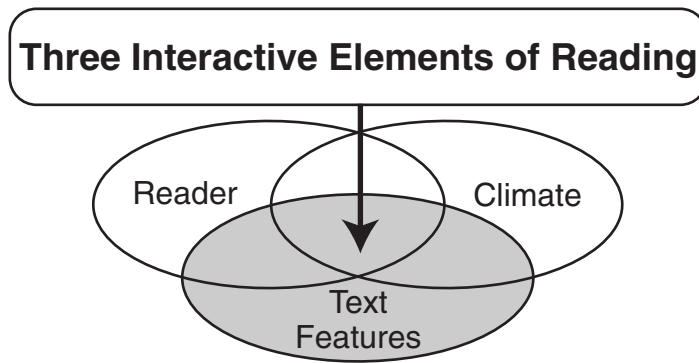 Three Interactive Elements of Reading
Reader
Climate
Text
Features